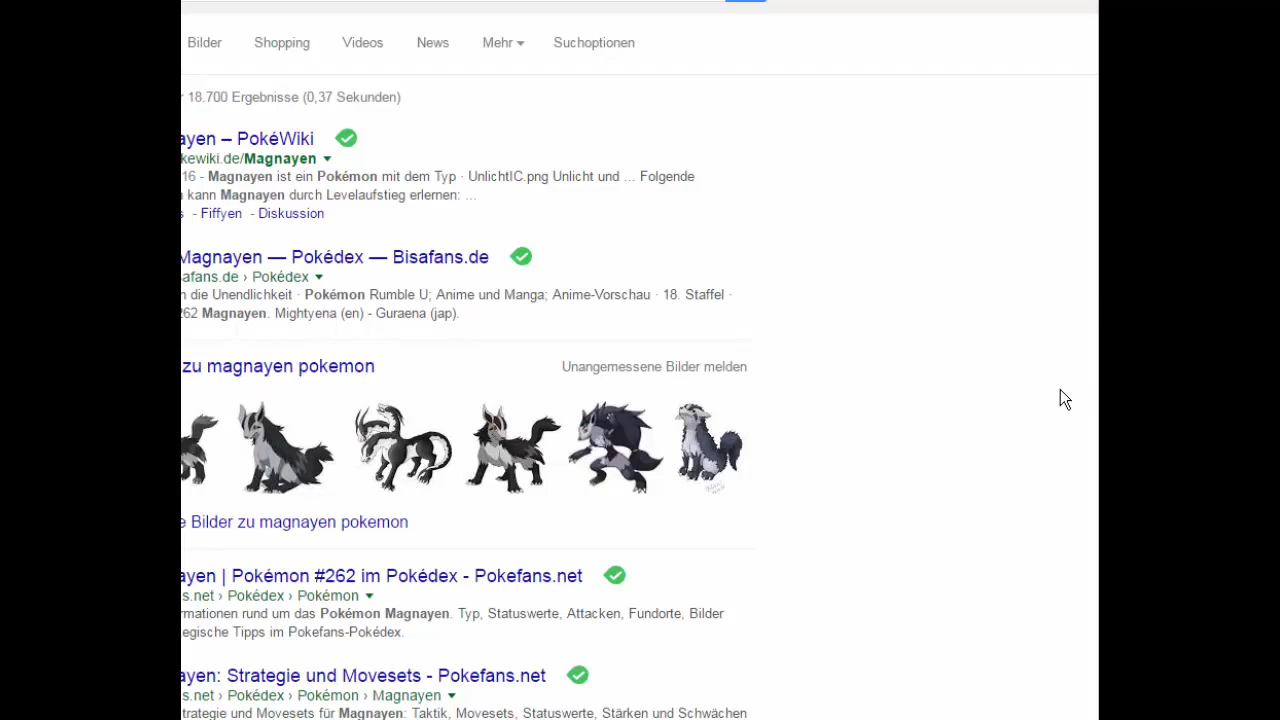 Bilder Shopping Videos News Mehr Suchoptionen
18.700 Ergebnisse (0,37 Sekunden)
ayen – PokéWiki
kewiki.de/Magnayen
16 - Magnayen ist ein Pokémon mit dem Typ · UnlichtIC.png Unlicht und ... Folgende
kann Magnayen durch Levelaufstieg erlernen: ...
s - Fiffyen - Diskussion
Magnayen — Pokédex — Bisafans.de
safans.de › Pokédex
n die Unendlichkeit · Pokémon Rumble U; Anime und Manga; Anime-Vorschau · 18. Staffel ·
262 Magnayen. Mightyena (en) - Guraena (jap).
zu magnayen pokemon
Unangemessene Bilder melden
e Bilder zu magnayen pokemon
ayen | Pokémon #262 im Pokédex - Pokefans.net
s.net › Pokédex › Pokémon
rmationen rund um das Pokémon Magnayen. Typ, Statuswerte, Attacken, Fundorte, Bilder
egische Tipps im Pokefans-Pokédex.
ayen: Strategie und Movesets - Pokefans.net
s.net › Pokédex › Pokémon › Magnayen
trategie und Movesets für Magnayen: Taktik, Movesets, Statuswerte, Stärken und Schwächen